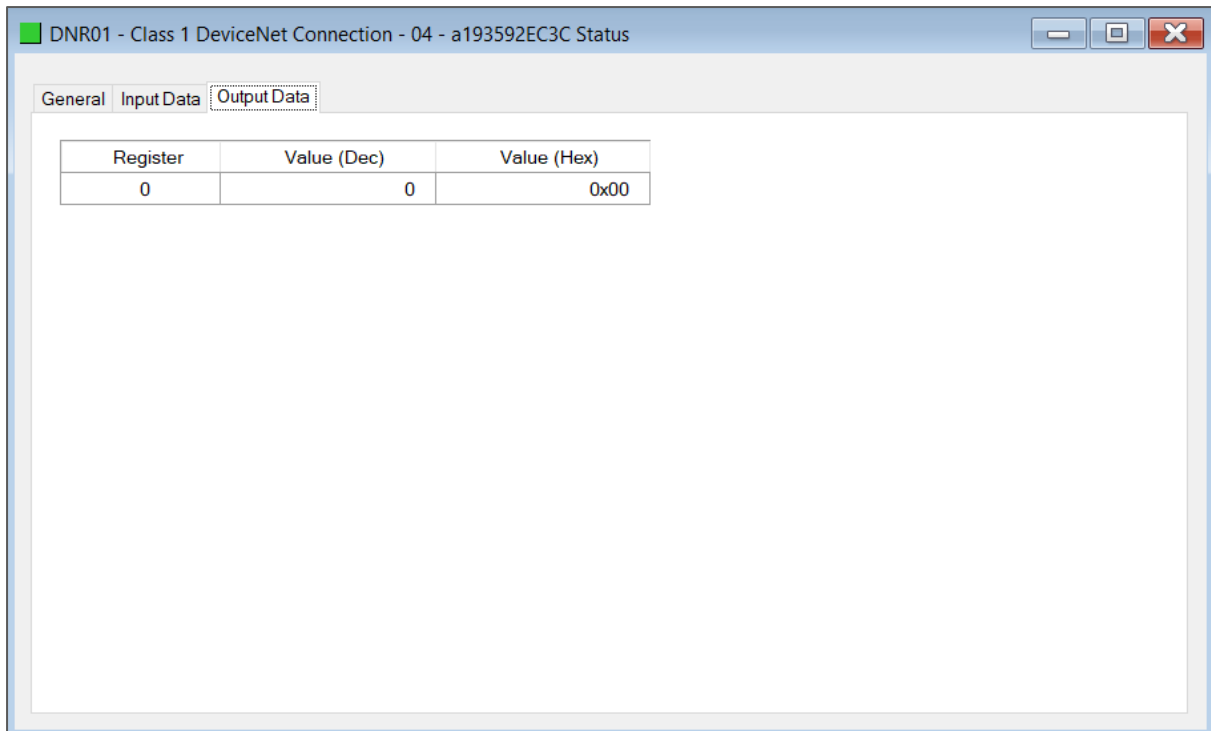 DNR01 - Class 1 DeviceNet Connection - 04 - a193592EC3C Status
General Input Data Output Data
Register Value (Dec) Value (Hex)
0 0 0x00